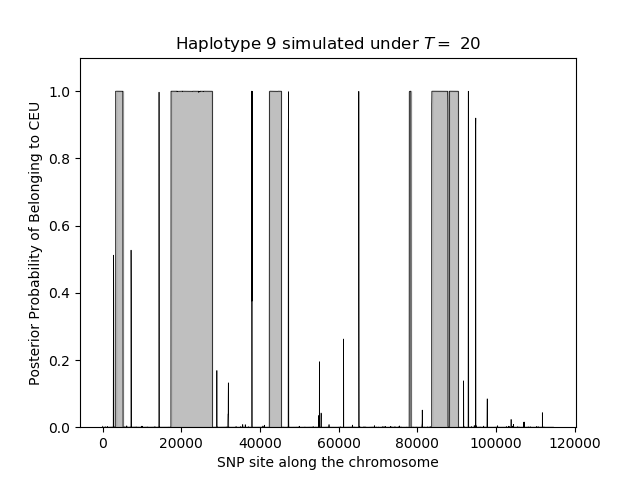 Haplotype 9 simulated under T = 20
Posterior Probability of Belonging to CEU
1.0
0.8
0.6
0.4
0.2
0.0
0 20000 40000 60000 80000 100000 120000
SNP site along the chromosome